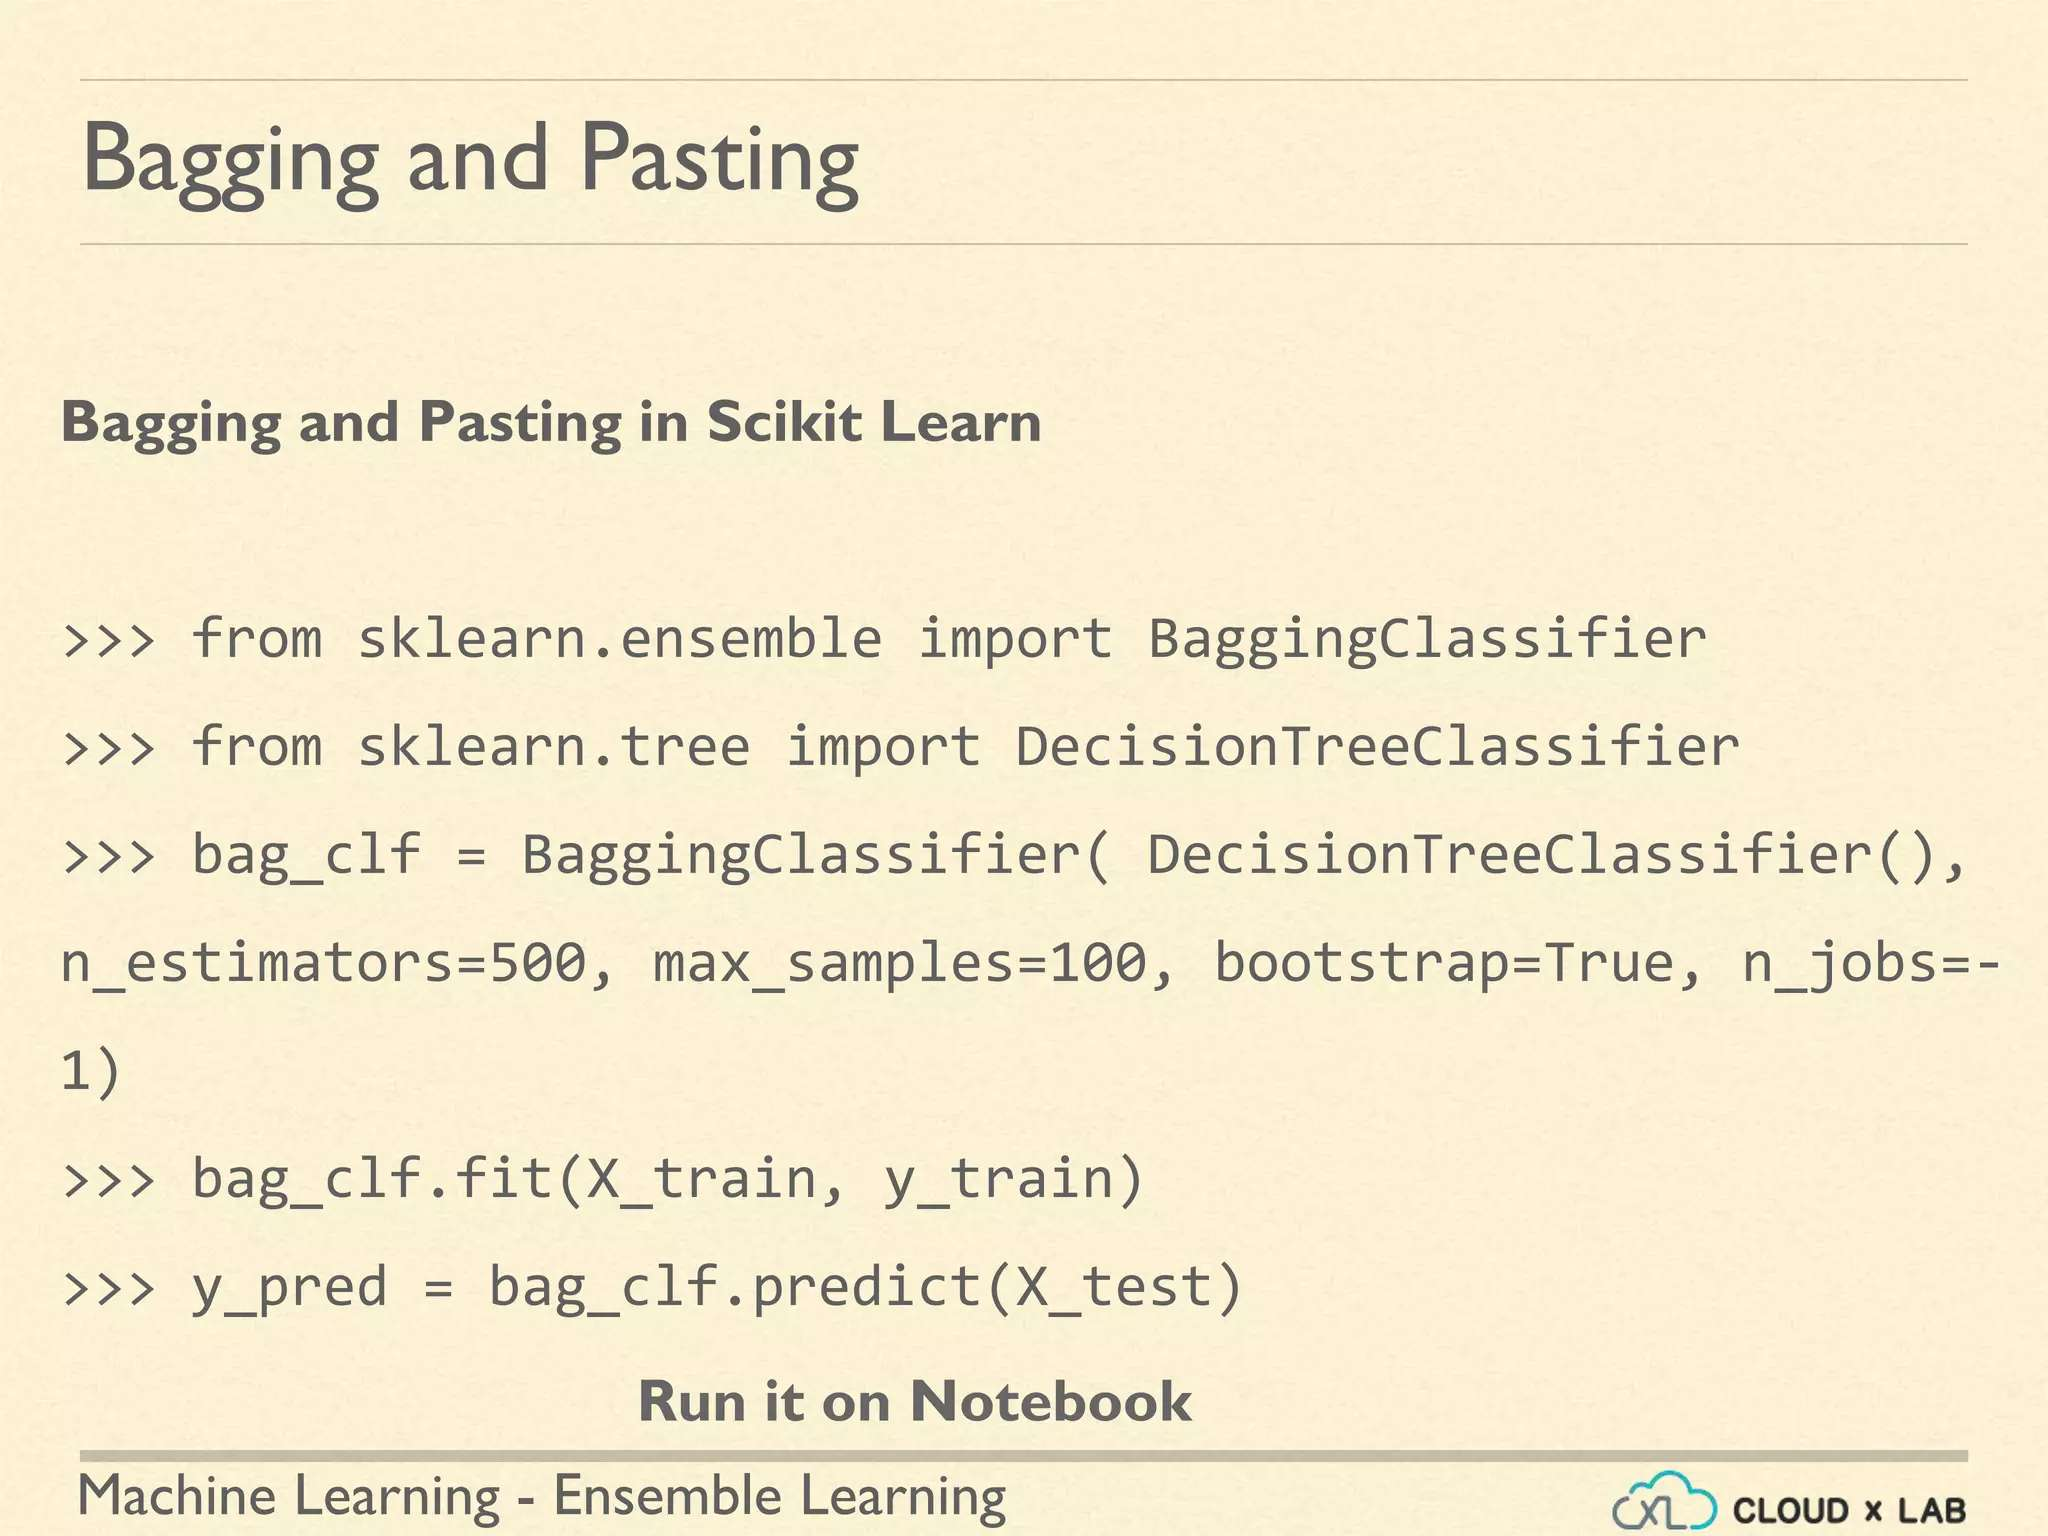 Bagging and Pasting
Bagging and Pasting in Scikit Learn
>>> from sklearn.ensemble import BaggingClassifier
>>> from sklearn.tree import DecisionTreeClassifier
>>> bag_clf = BaggingClassifier( DecisionTreeClassifier(),
n_estimators=500, max_samples=100, bootstrap=True, n_jobs=-
1)
>>> bag_clf.fit(X_train, y_train)
>>> y_pred = bag_clf.predict(X_test)
Run it on Notebook
Machine Learning - Ensemble Learning
CXL CLOUD x LAB